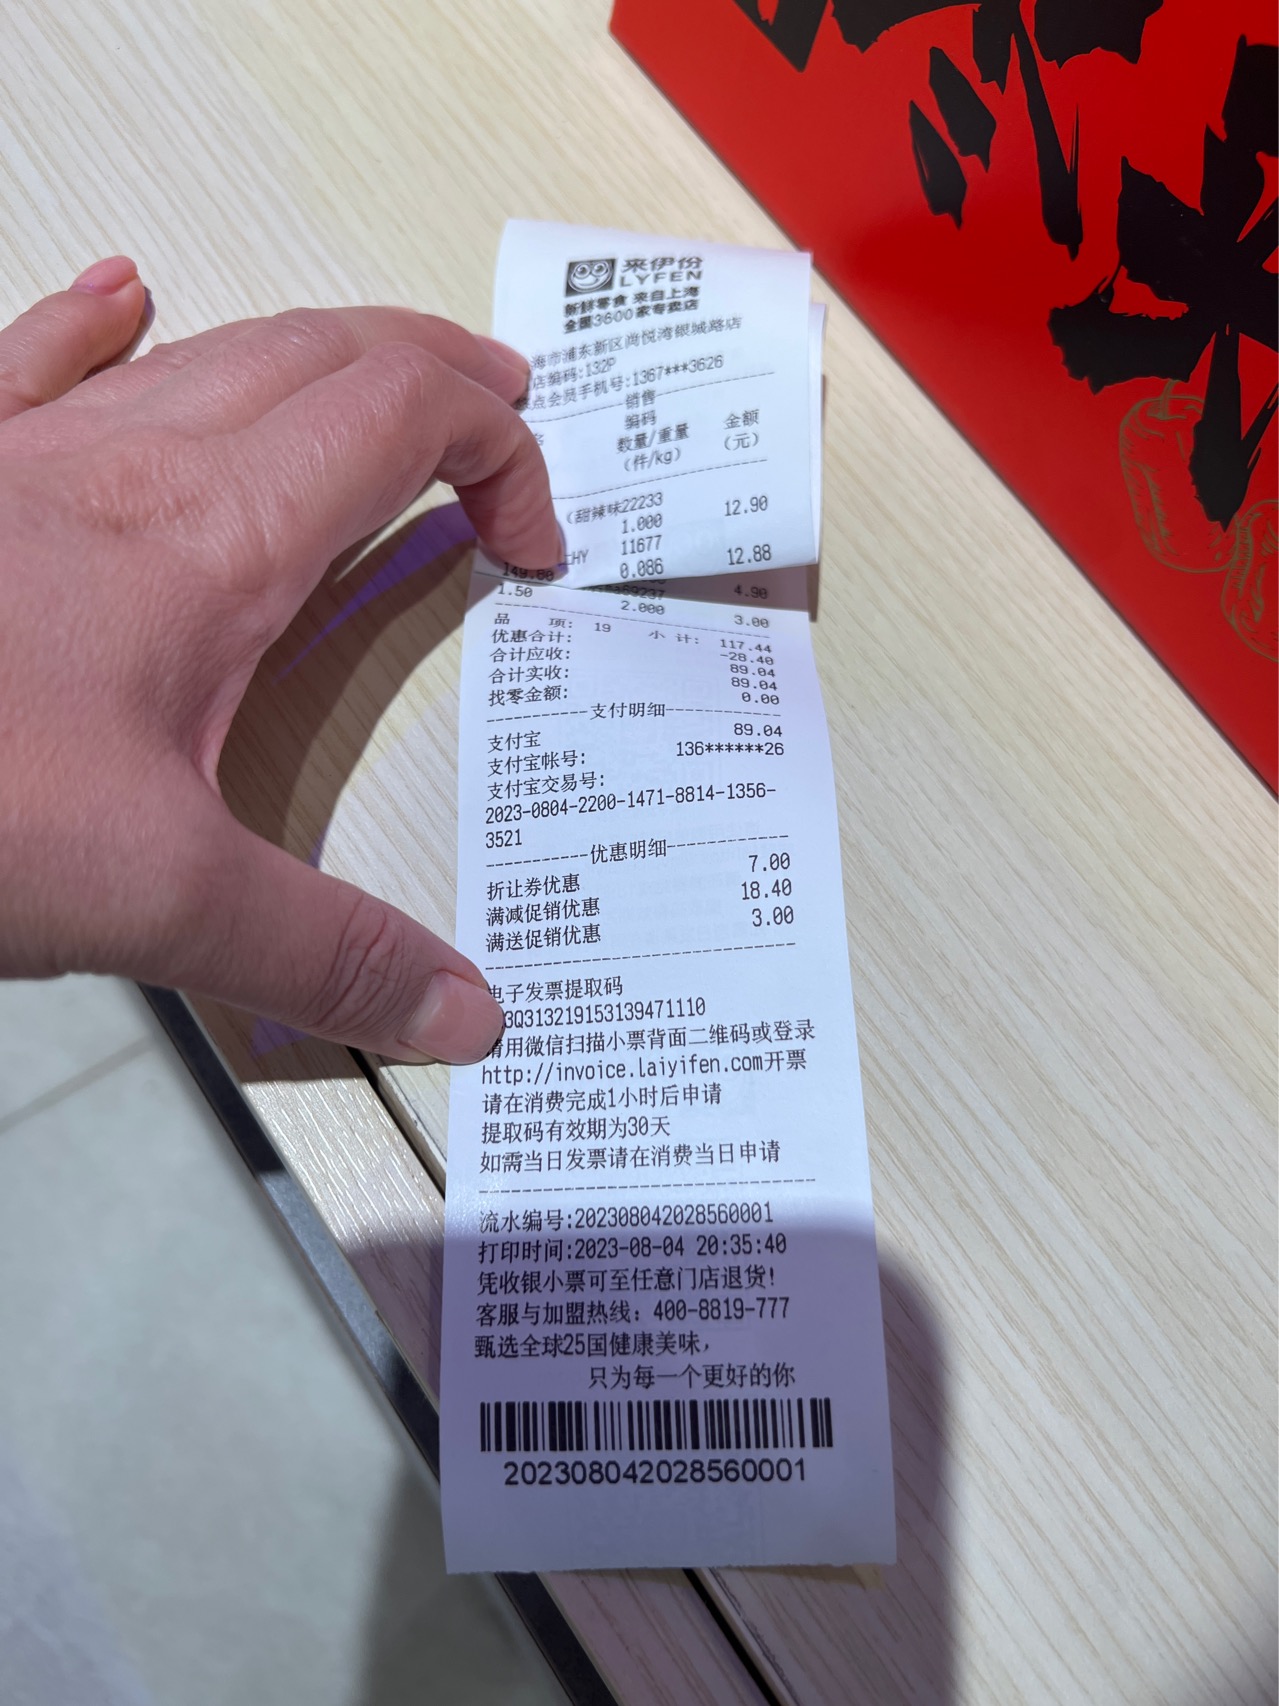 来伊份
LYFEN
新鲜零食 来自上海
全国3600家专卖店
海市浦东新区尚悦湾银城路店
店编码:132P
点会员手机号:1367***3626
销售
编码
数量/重量 金额
(件/kg) (元)
(甜辣味22233
1.000 12.90
HY 11677
0.086 12.88
149.80
4.90
1.50 2.000 3.00
品 项: 19 小 计: 117.44
优惠合计: -28.40
合计应收: 89.04
合计实收: 89.04
找零金额: 0.00
-----------支付明细-----------
支付宝 89.04
支付宝帐号: 136******26
支付宝交易号:
2023-0804-2200-1471-8814-1356-
3521
-----------优惠明细-----------
折让券优惠 7.00
满减促销优惠 18.40
满送促销优惠 3.00
电子发票提取码
3Q313219153139471110
请用微信扫描小票背面二维码或登录
http://invoice.laiyifen.com开票
请在消费完成1小时后申请
提取码有效期为30天
如需当日发票请在消费当日申请
流水编号:202308042028560001
打印时间:2023-08-04 20:35:40
凭收银小票可至任意门店退货!
客服与加盟热线: 400-8819-777
甄选全球25国健康美味,
只为每一个更好的你
202308042028560001